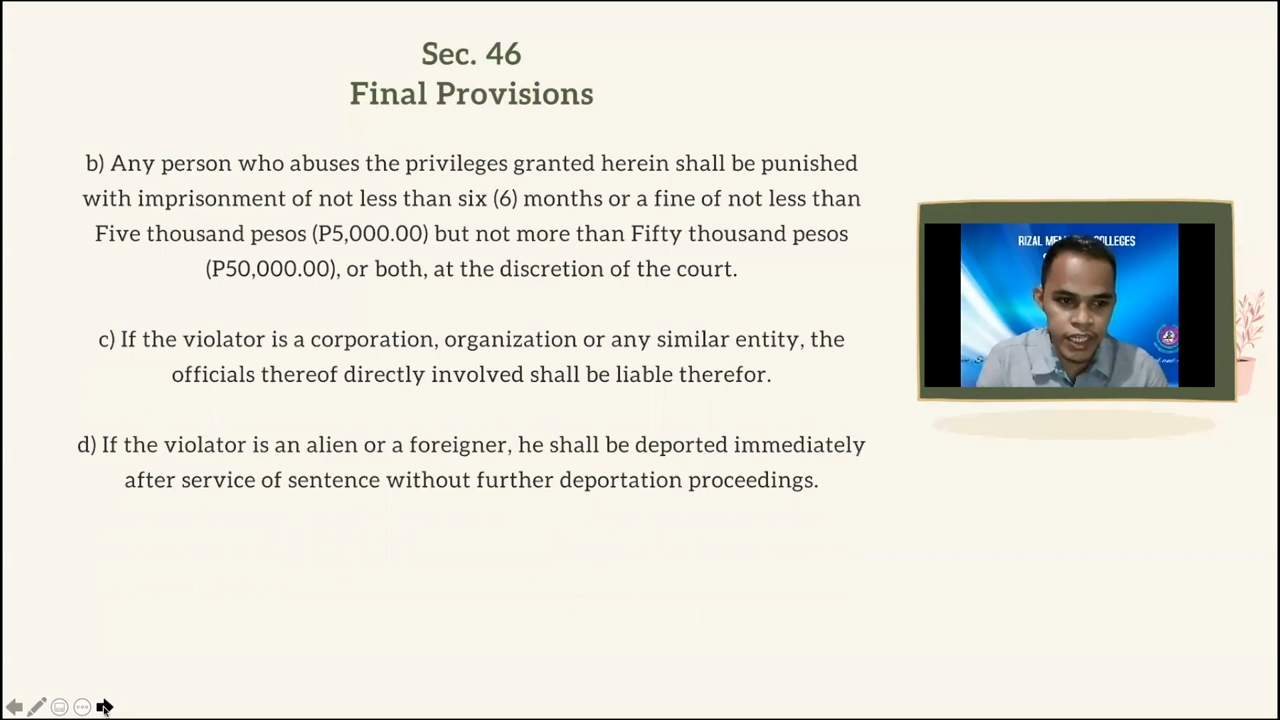 Sec. 46
Final Provisions
b) Any person who abuses the privileges granted herein shall be punished
with imprisonment of not less than six (6) months or a fine of not less than
Five thousand pesos (P5,000.00) but not more than Fifty thousand pesos
(P50,000.00), or both, at the discretion of the court.
c) If the violator is a corporation, organization or any similar entity, the
officials thereof directly involved shall be liable therefor.
d) If the violator is an alien or a foreigner, he shall be deported immediately
after service of sentence without further deportation proceedings.
RIZAL